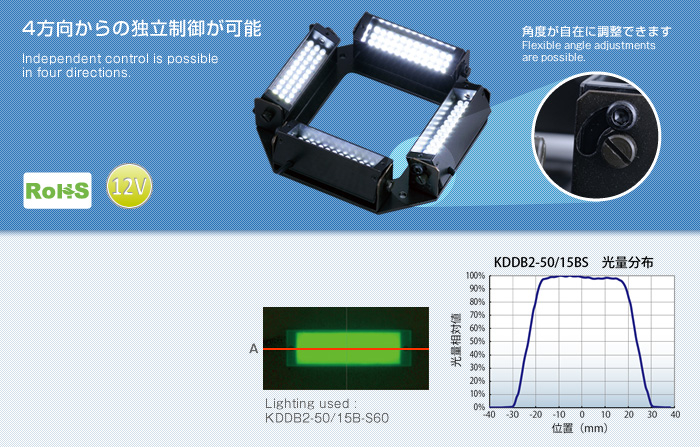 4方向からの独立制御が可能
Independent control is possible
in four directions.
角度が自在に調整できます
Flexible angle adjustments
are possible.
RoHS
12V
KDDB2-50/15BS 光量分布
光量相対値
100%
90%
80%
70%
60%
50%
40%
30%
20%
10%
0%
-40 -30 -20 -10 0 10 20 30 40
位置 (mm)
A
Lighting used :
KDDB2-50/15B-S60